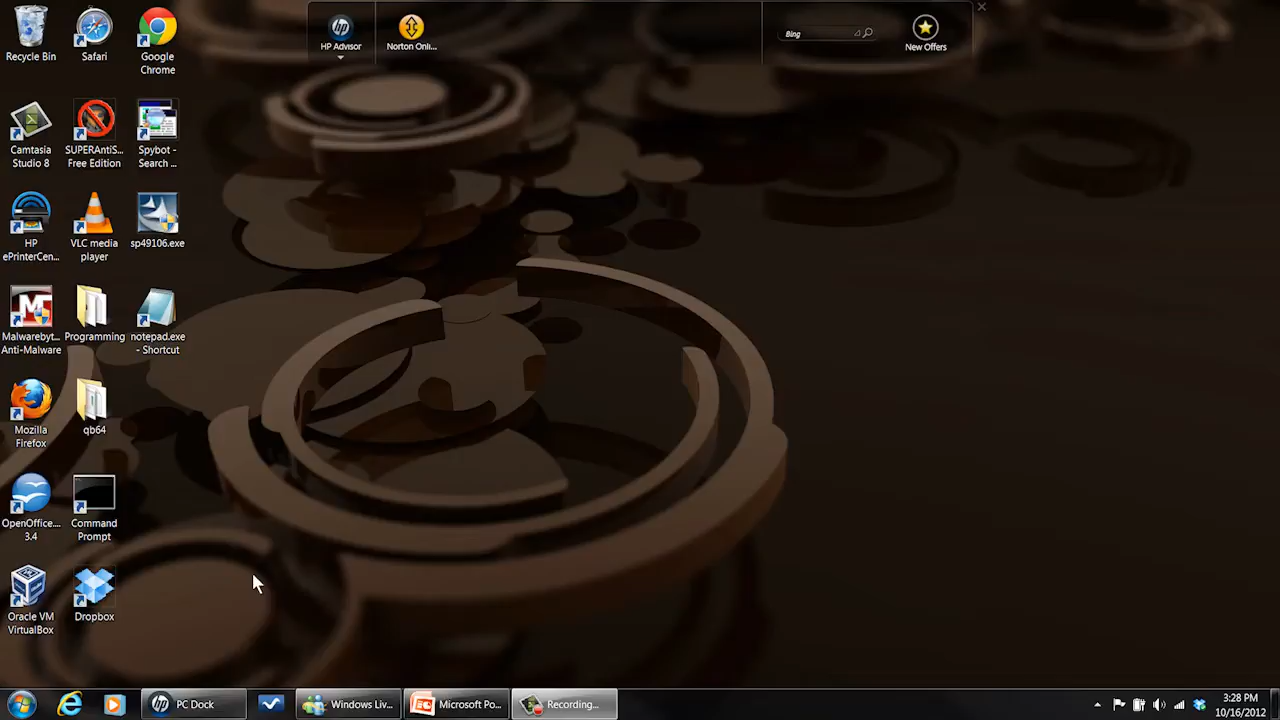 Recycle Bin
Safari
Google
Chrome
HP Advisor
Norton Onli...
Bing
New Offers
Camtasia
Studio 8
SUPERAntiS...
Free Edition
Spybot -
Search ...
HP
ePrinterCen...
VLC media
player
sp49106.exe
Malwarebyt...
Anti-Malware
Programming
notepad.exe
- Shortcut
Mozilla
Firefox
qb64
OpenOffice....
3.4
Command
Prompt
Oracle VM
VirtualBox
Dropbox
PC Dock
Windows Liv...
Microsoft Po...
Recording...
3:28 PM
10/16/2012